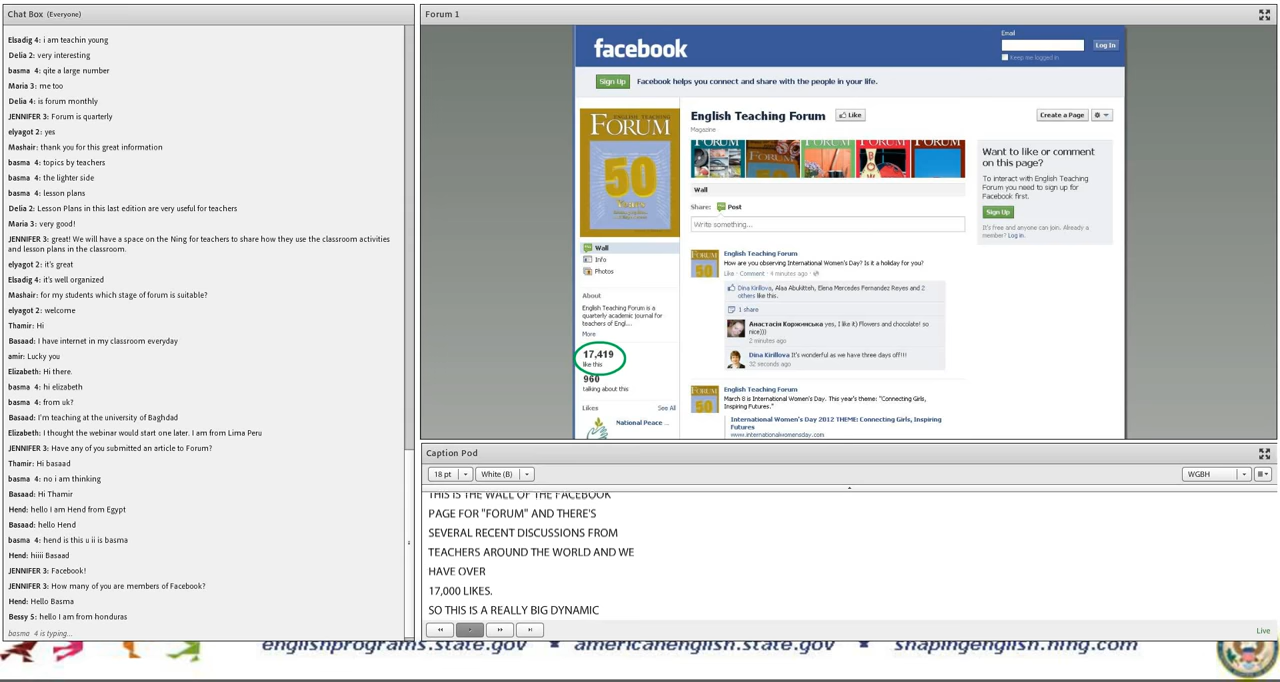 Chat Box (Everyone)
Elsadig 4: i am teachin young
Delia 2: very interesting
basma 4: qite a large number
Maria 3: me too
Delia 4: is forum monthly
JENNIFER 3: Forum is quarterly
elyagot 2: yes
Mashair: thank you for this great information
basma 4: topics by teachers
basma 4: the lighter side
basma 4: lesson plans
Delia 2: Lesson Plans in this last edition are very useful for teachers
Maria 3: very good!
JENNIFER 3: great! We will have a space on the Ning for teachers to share how they use the classroom activities
and lesson plans in the classroom.
elyagot 2: it's great
Elsadig 4: it's well organized
Mashair: for my students which stage of forum is suitable?
elyagot 2: welcome
Thamir: Hi
Basaad: I have internet in my classroom everyday
amir: Lucky you
Elizabeth: Hi there.
basma 4: hi elizabeth
basma 4: from uk?
Basaad: I'm teaching at the university of Baghdad
Elizabeth: I thought the webinar would start one later. I am from Lima Peru
JENNIFER 3: Have any of you submitted an article to Forum?
Thamir: Hi basaad
basma 4: no i am thinking
Basaad: Hi Thamir
Hend: hello I am Hend from Egypt
Basaad: hello Hend
basma 4: hend is this u ii is basma
Hend: hiiii Basaad
JENNIFER 3: Facebook!
JENNIFER 3: How many of you are members of Facebook?
Hend: Hello Basma
Bessy 5: hello I am from honduras
basma 4 is typing...
Forum 1
facebook
Email
Log In
Keep me logged in
Sign Up Facebook helps you connect and share with the people in your life.
ENGLISH TEACHING
FORUM
50
YEARS
English Teaching Forum Like
Magazine
Create a Page
FORUM FORUM FORUM FORUM FORUM
Wall
Share: Post
Write something...
Want to like or comment
on this page?
To interact with English Teaching
Forum you need to sign up for
Facebook first.
Sign Up
It's free and anyone can join. Already a
member? Log in.
Wall
Info
Photos
About
English Teaching Forum is a
quarterly academic journal for
teachers of Engl...
More
17,419
like this
960
talking about this
Likes See All
National Peace ...
50
English Teaching Forum
How are you observing International Women's Day? Is it a holiday for you?
Like · Comment · 4 minutes ago
Dina Kirillova, Alaa Abukitteh, Elena Mercedes Fernandez Reyes and 2
others like this.
1 share
Анастасія Коржинська yes, I like it) Flowers and chocolate! so
nice)))
2 minutes ago
Dina Kirillova It's wonderful as we have three days off!!!
32 seconds ago
50
English Teaching Forum
March 8 is International Women's Day. This year's theme: "Connecting Girls,
Inspiring Futures."
International Women's Day 2012 THEME: Connecting Girls, Inspiring
Futures
www.internationalwomensday.com
Caption Pod
18 pt White (B) WGBH
THIS IS THE WALL OF THE FACEBOOK
PAGE FOR "FORUM" AND THERE'S
SEVERAL RECENT DISCUSSIONS FROM
TEACHERS AROUND THE WORLD AND WE
HAVE OVER
17,000 LIKES.
SO THIS IS A REALLY BIG DYNAMIC
Live
englishprograms.state.gov americanenglish.state.gov shapingenglish.ning.com